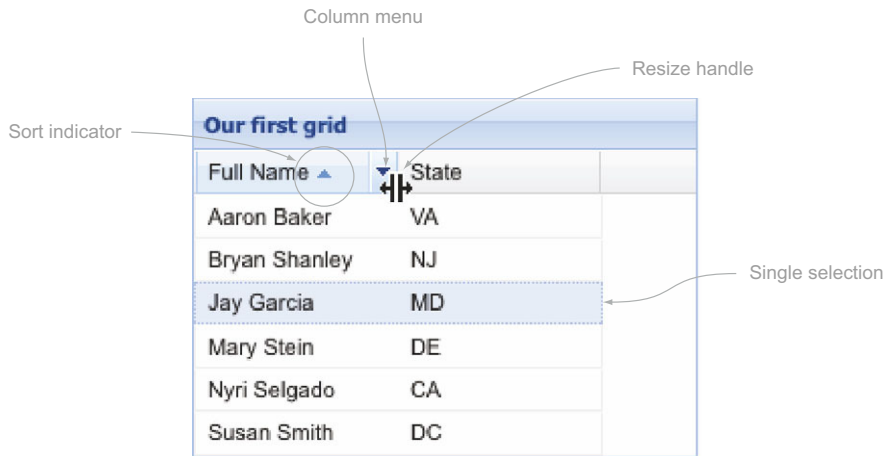 Column menu
Resize handle
Sort indicator
Our first grid
Full Name State
Aaron Baker VA
Bryan Shanley NJ
Single selection
Jay Garcia MD
Mary Stein DE
Nyri Selgado CA
Susan Smith DC